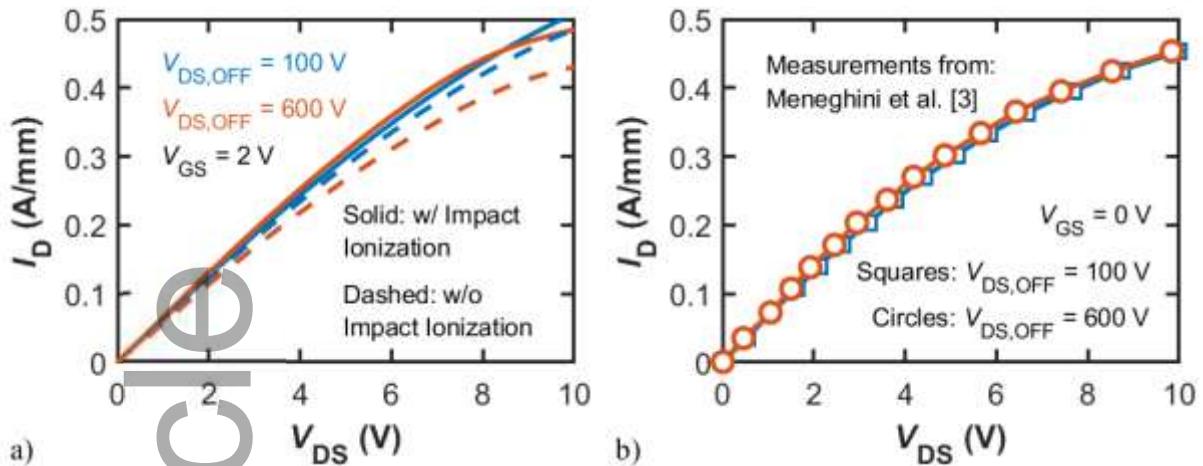 0.5
0.4
0.3
0.2
0.1
0
I_D (A/mm)
V_DS,OFF = 100 V
V_DS,OFF = 600 V
V_GS = 2 V
Solid: w/ Impact
Ionization
Dashed: w/o
Impact Ionization
0 2 4 6 8 10
V_DS (V)
a)
cle
0.5
0.4
0.3
0.2
0.1
0
I_D (A/mm)
Measurements from:
Meneghini et al. [3]
V_GS = 0 V
Squares: V_DS,OFF = 100 V
Circles: V_DS,OFF = 600 V
0 2 4 6 8 10
V_DS (V)
b)